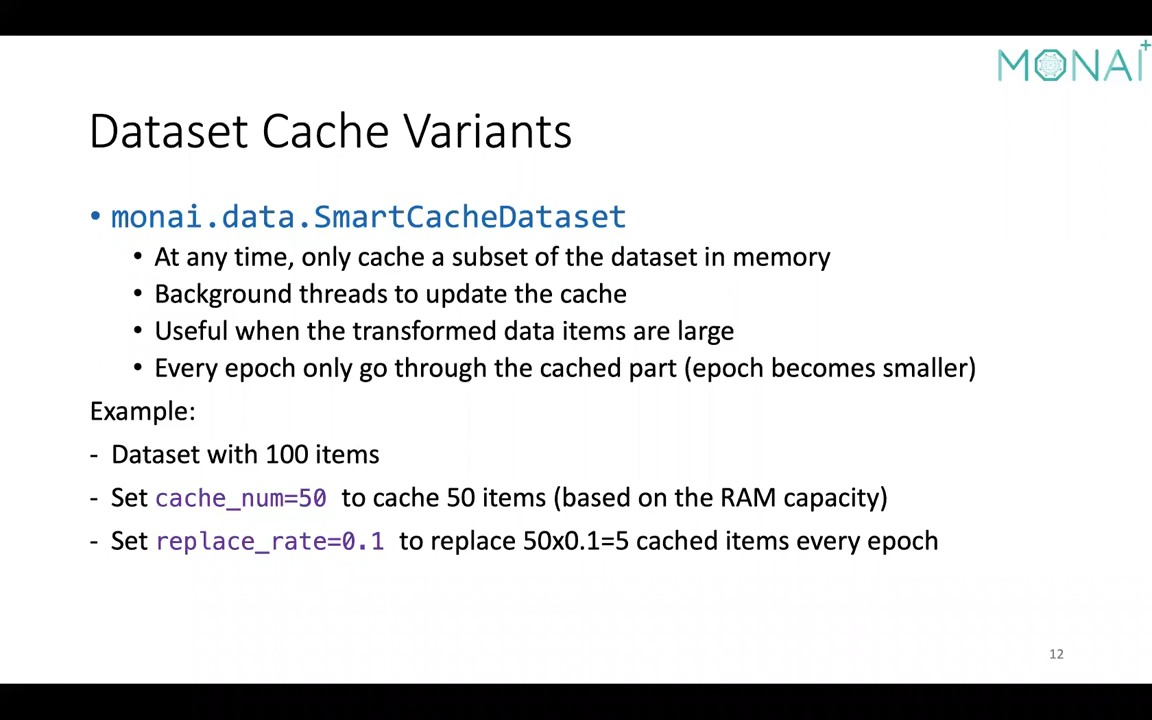 MONAI+
Dataset Cache Variants
• monai.data.SmartCacheDataset
• At any time, only cache a subset of the dataset in memory
• Background threads to update the cache
• Useful when the transformed data items are large
• Every epoch only go through the cached part (epoch becomes smaller)
Example:
- Dataset with 100 items
- Set cache_num=50 to cache 50 items (based on the RAM capacity)
- Set replace_rate=0.1 to replace 50x0.1=5 cached items every epoch
12